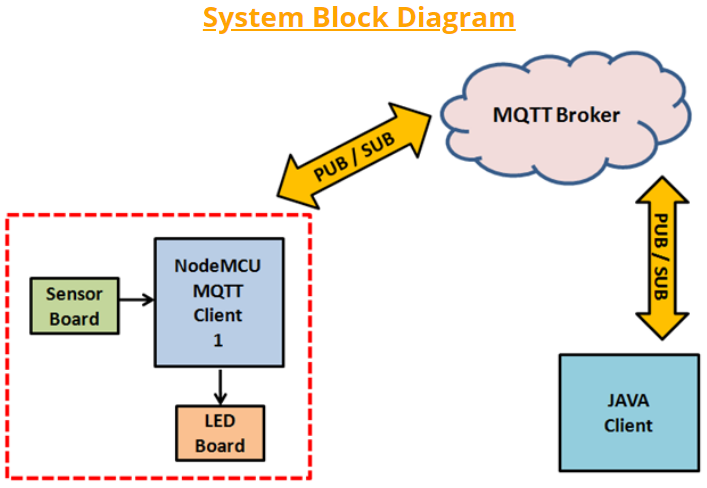 System Block Diagram
MQTT Broker
PUB / SUB
PUB / SUB
NodeMCU
MQTT
Client
1
Sensor
Board
LED
Board
JAVA
Client